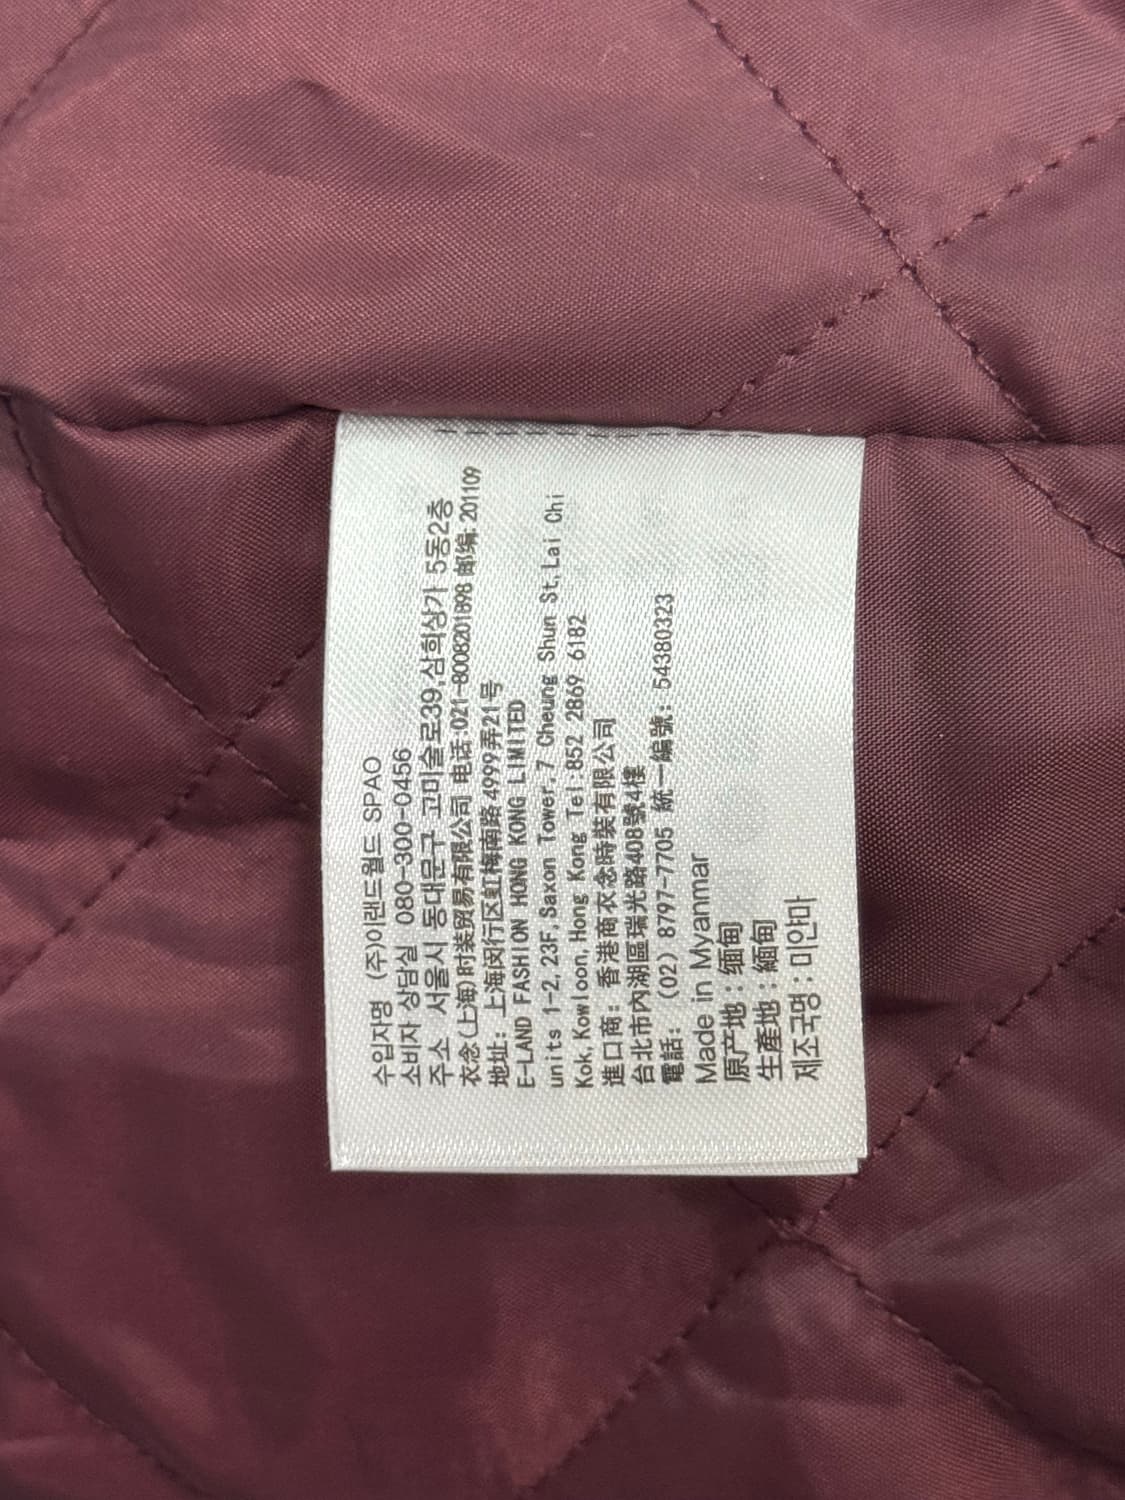 수입자명 (주)이랜드월드 SPAO
소비자 상담실 080-300-0456
주소 서울시 동대문구 고미술로39,삼희상가 5동2층
衣念(上海)时装贸易有限公司 电话:021-8008201898 邮编:201109
地址: 上海闵行区虹梅南路4999弄21号
E-LAND FASHION HONG KONG LIMITED
units 1-2,23F,Saxon Tower,7 Cheung Shun St,Lai Chi
Kok,Kowloon,Hong Kong Tel:852 2869 6182
進口商: 香港商衣念時裝有限公司
台北市內湖區瑞光路408號4樓
電話: (02) 8797-7705 統一編號: 54380323
Made in Myanmar
原产地:缅甸
生產地:緬甸
제조국명:미얀마